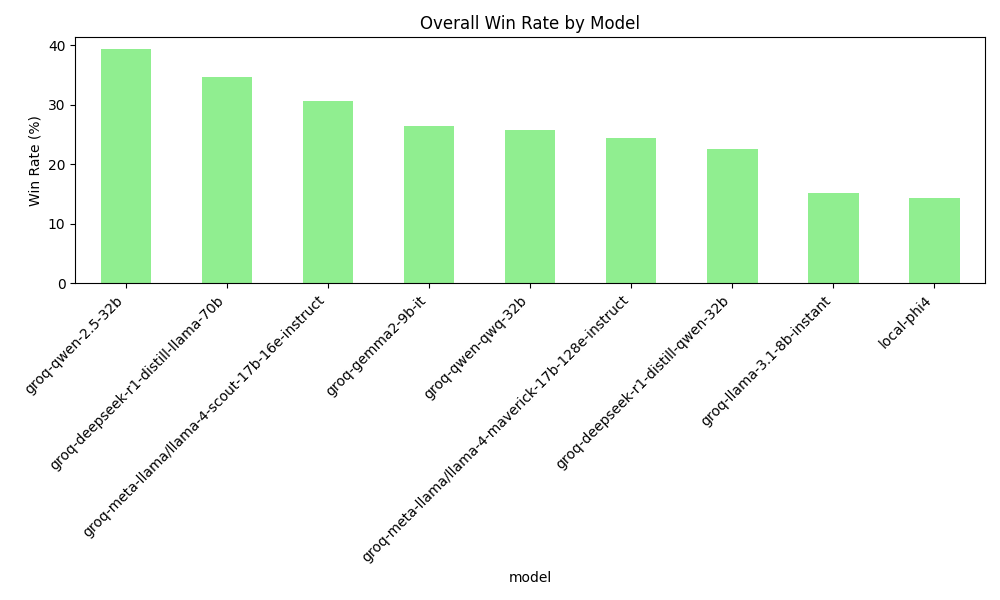 Overall Win Rate by Model
Win Rate (%)
40
30
20
10
0
groq-qwen-2.5-32b
groq-deepseek-r1-distill-llama-70b
groq-meta-llama/llama-4-scout-17b-16e-instruct
groq-gemma2-9b-it
groq-qwen-qwq-32b
groq-meta-llama/llama-4-maverick-17b-128e-instruct
groq-deepseek-r1-distill-qwen-32b
groq-llama-3.1-8b-instant
local-phi4
model